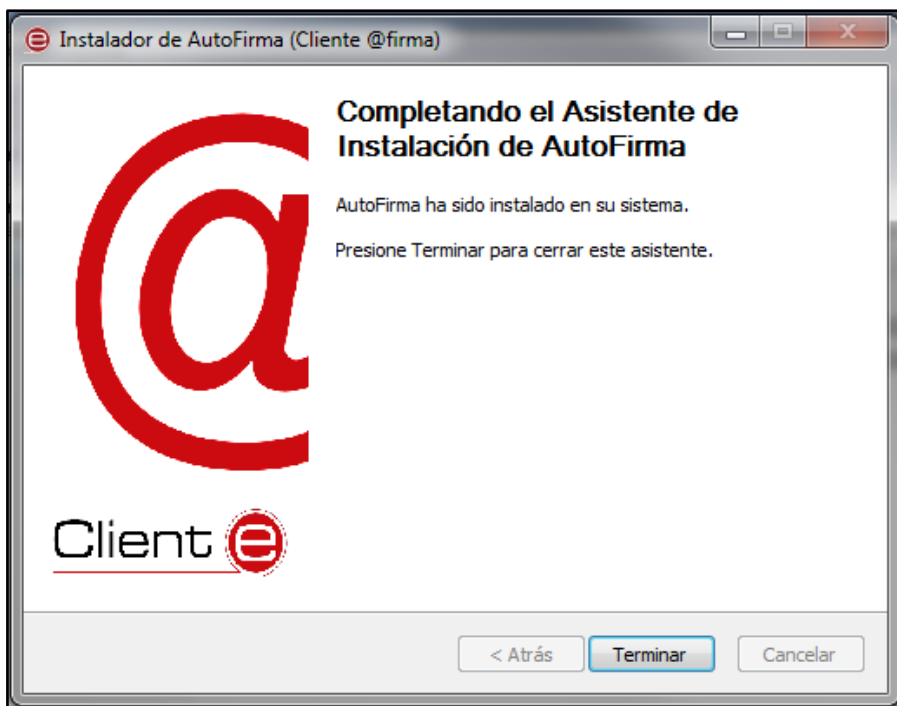 Instalador de AutoFirma (Cliente @firma)
Completando el Asistente de
Instalación de AutoFirma
AutoFirma ha sido instalado en su sistema.
Presione Terminar para cerrar este asistente.
@
Client e
< Atrás
Terminar
Cancelar